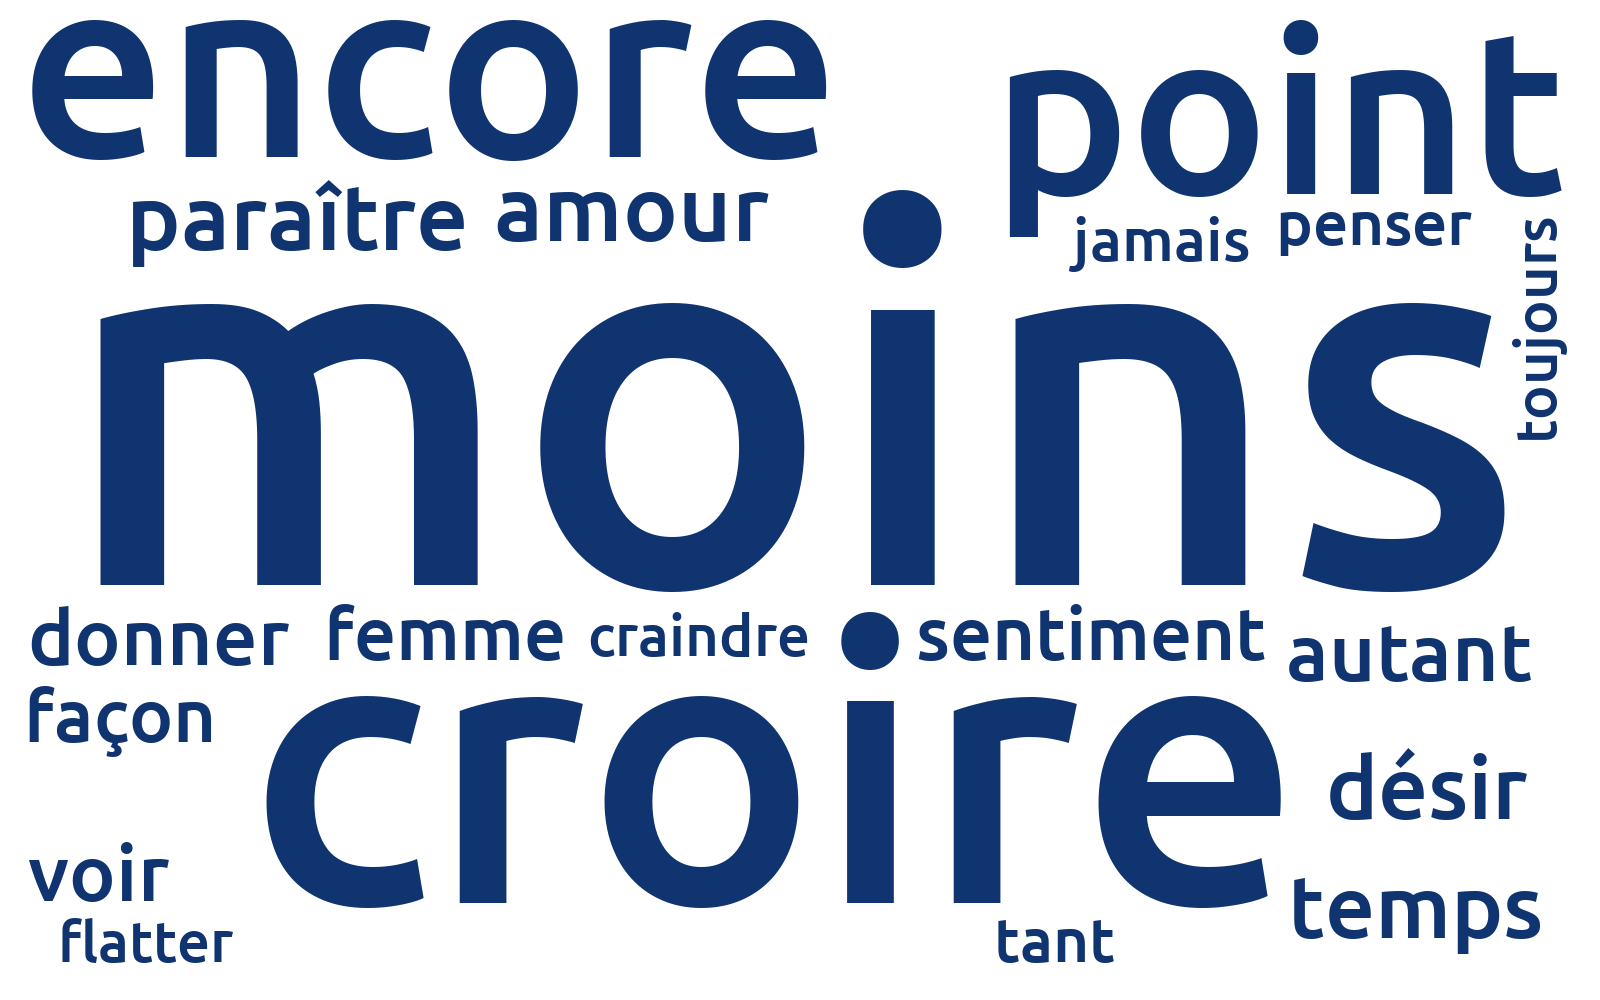 encore
point
paraître
amour
jamais
penser
toujours
moins
donner
femme
craindre
sentiment
autant
façon
croire
désir
voir
temps
flatter
tant